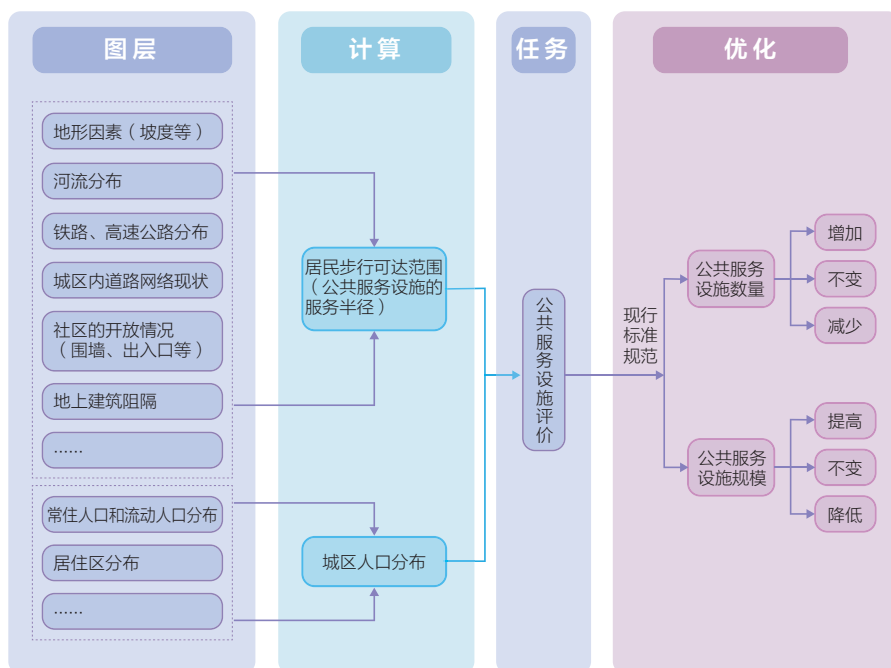 图层
计算
任务
优化
地形因素（坡度等）
河流分布
铁路、高速公路分布
城区内道路网络现状
社区的开放情况
（围墙、出入口等）
地上建筑阻隔
……
常住人口和流动人口分布
居住区分布
……
居民步行可达范围
（公共服务设施的
服务半径）
城区人口分布
公共服务设施评价
现行
标准
规范
公共服务
设施数量
增加
不变
减少
公共服务
设施规模
提高
不变
降低